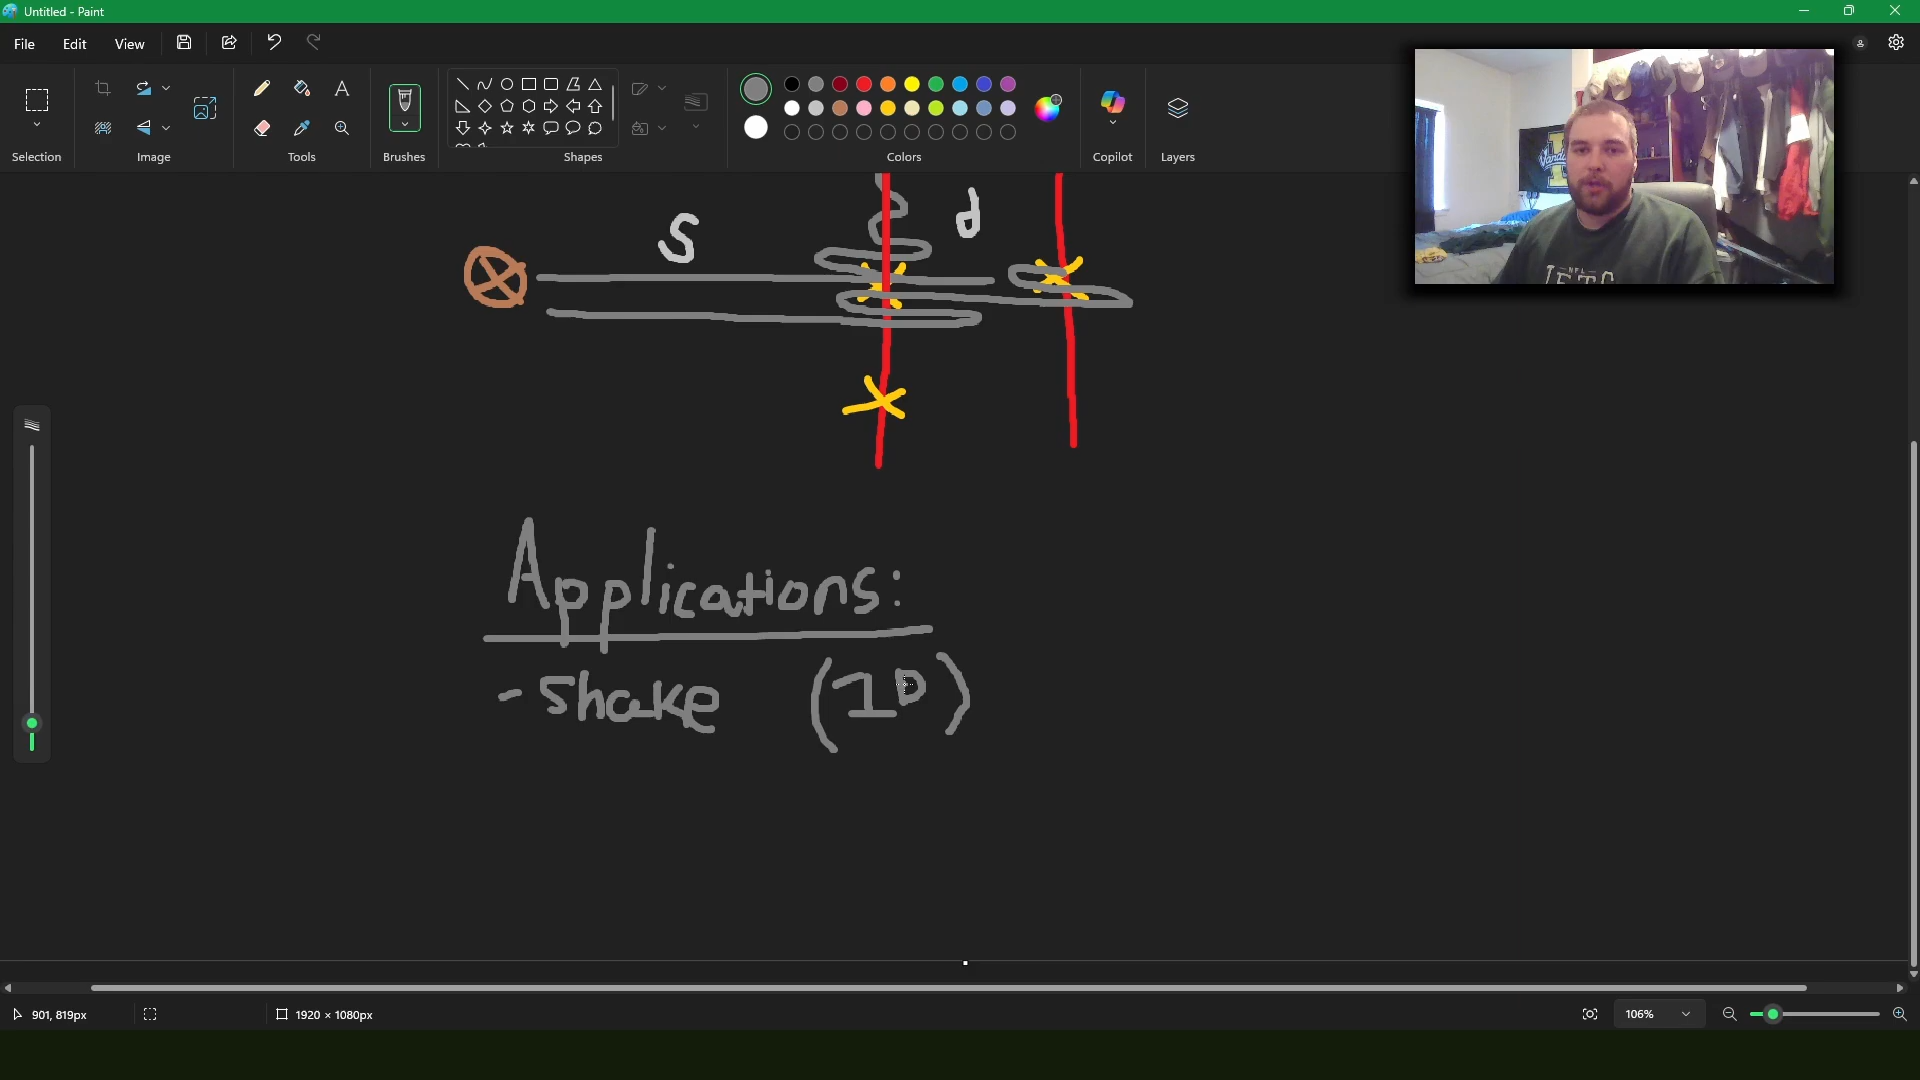 Untitled - Paint
File Edit View
Selection Image Tools Brushes Shapes Colors Copilot Layers
S d
Applications:
- Shake (1D)
901, 819px 1920 × 1080px 106%